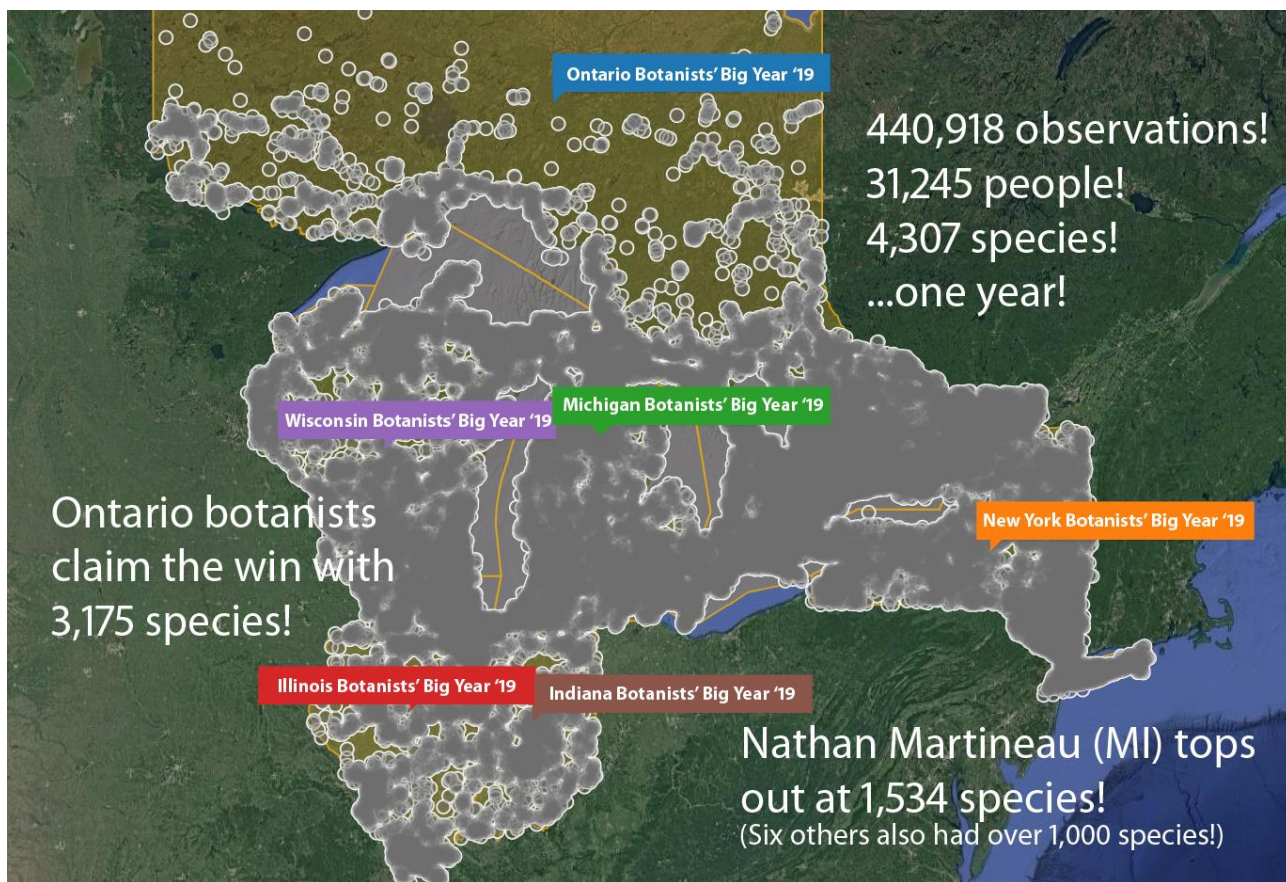 Ontario Botanists’ Big Year ‘19
440,918 observations!
31,245 people!
4,307 species!
...one year!
Wisconsin Botanists’ Big Year ‘19
Michigan Botanists’ Big Year ‘19
Ontario botanists
claim the win with
3,175 species!
New York Botanists’ Big Year ‘19
Illinois Botanists’ Big Year ‘19
Indiana Botanists’ Big Year ‘19
Nathan Martineau (MI) tops
out at 1,534 species!
(Six others also had over 1,000 species!)